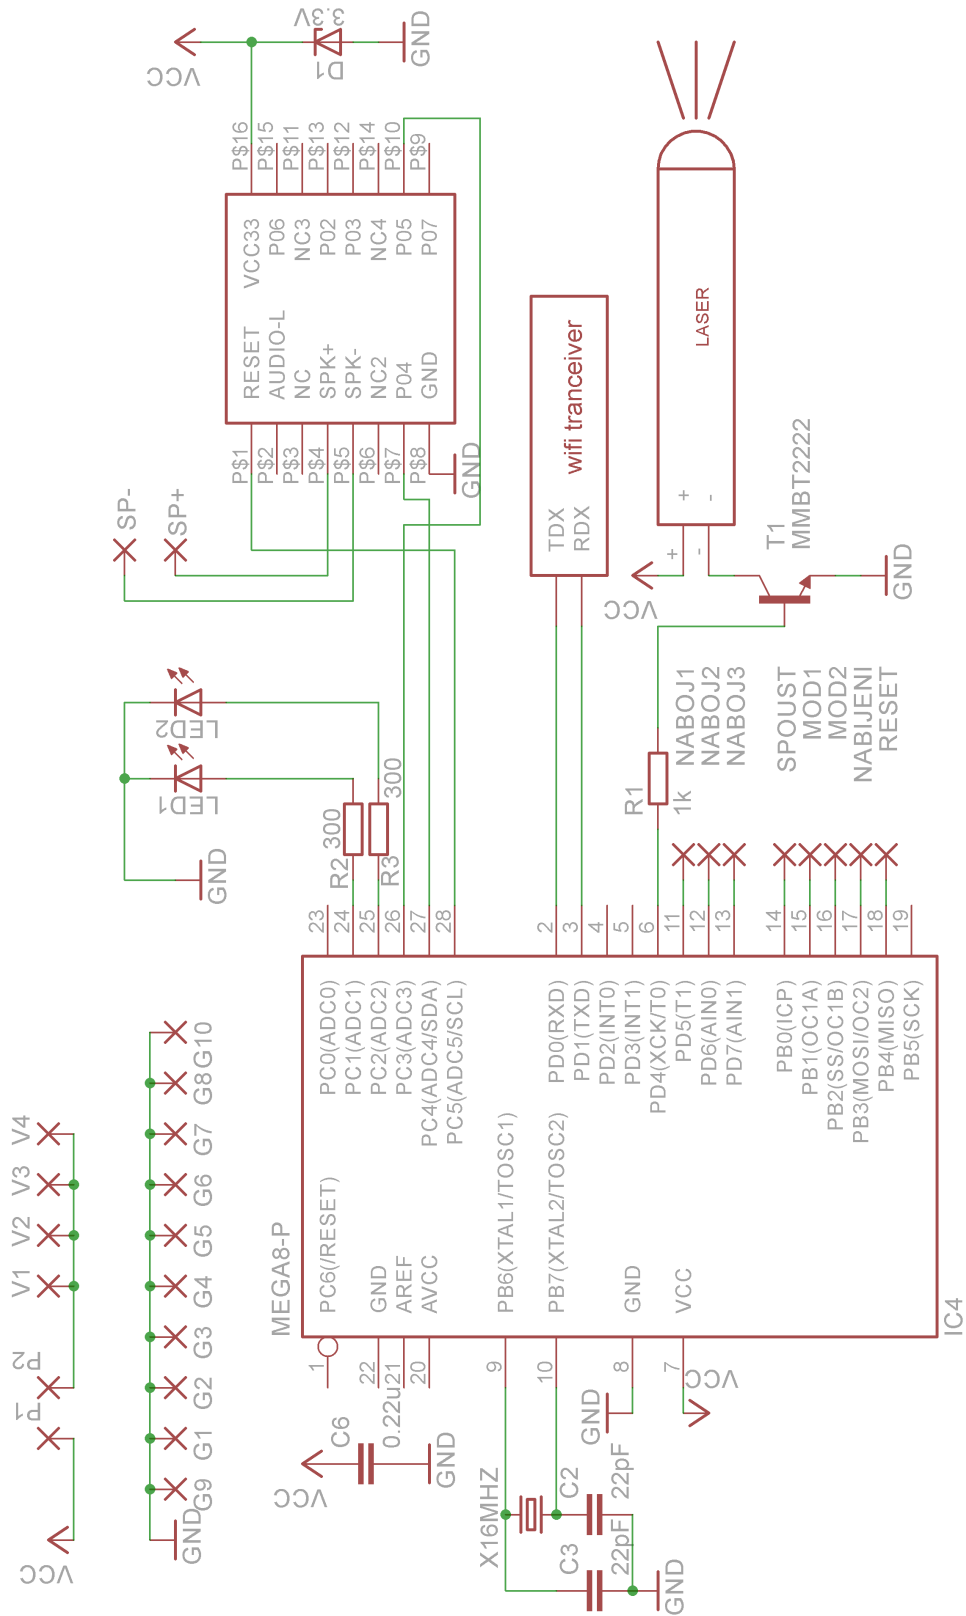 VCC
3.3V
D1
GND
P$16
P$15
P$11
P$13
P$12
P$14
P$10
P$9
VCC33
P06
NC3
P02
P03
NC4
P05
P07
RESET
AUDIO-L
NC
SPK+
SPK-
NC2
P04
GND
P$1
P$2
P$3
P$4
P$5
P$6
P$7
P$8
GND
SP-
SP+
LED2
LED1
GND
R2
300
R3
300
wifi tranceiver
TDX
RDX
LASER
+
-
+
-
VCC
T1
MMBT2222
GND
R1
1k
NABOJ1
NABOJ2
NABOJ3
SPOUST
MOD1
MOD2
NABIJENI
RESET
23
24
25
26
27
28
2
3
4
5
6
11
12
13
14
15
16
17
18
19
PC0(ADC0)
PC1(ADC1)
PC2(ADC2)
PC3(ADC3)
PC4(ADC4/SDA)
PC5(ADC5/SCL)
PD0(RXD)
PD1(TXD)
PD2(INT0)
PD3(INT1)
PD4(XCK/T0)
PD5(T1)
PD6(AIN0)
PD7(AIN1)
PB0(ICP)
PB1(OC1A)
PB2(SS/OC1B)
PB3(MOSI/OC2)
PB4(MISO)
PB5(SCK)
MEGA8-P
PC6(/RESET)
GND
AREF
AVCC
PB6(XTAL1/TOSC1)
PB7(XTAL2/TOSC2)
GND
VCC
IC4
1
22
21
20
9
10
8
7
VCC
GND
V4
V3
V2
V1
P2
P1
VCC
G10
G8
G7
G6
G5
G4
G3
G2
G1
G9
GND
VCC
C6
0.22u
GND
X16MHZ
C2
22pF
C3
22pF
GND